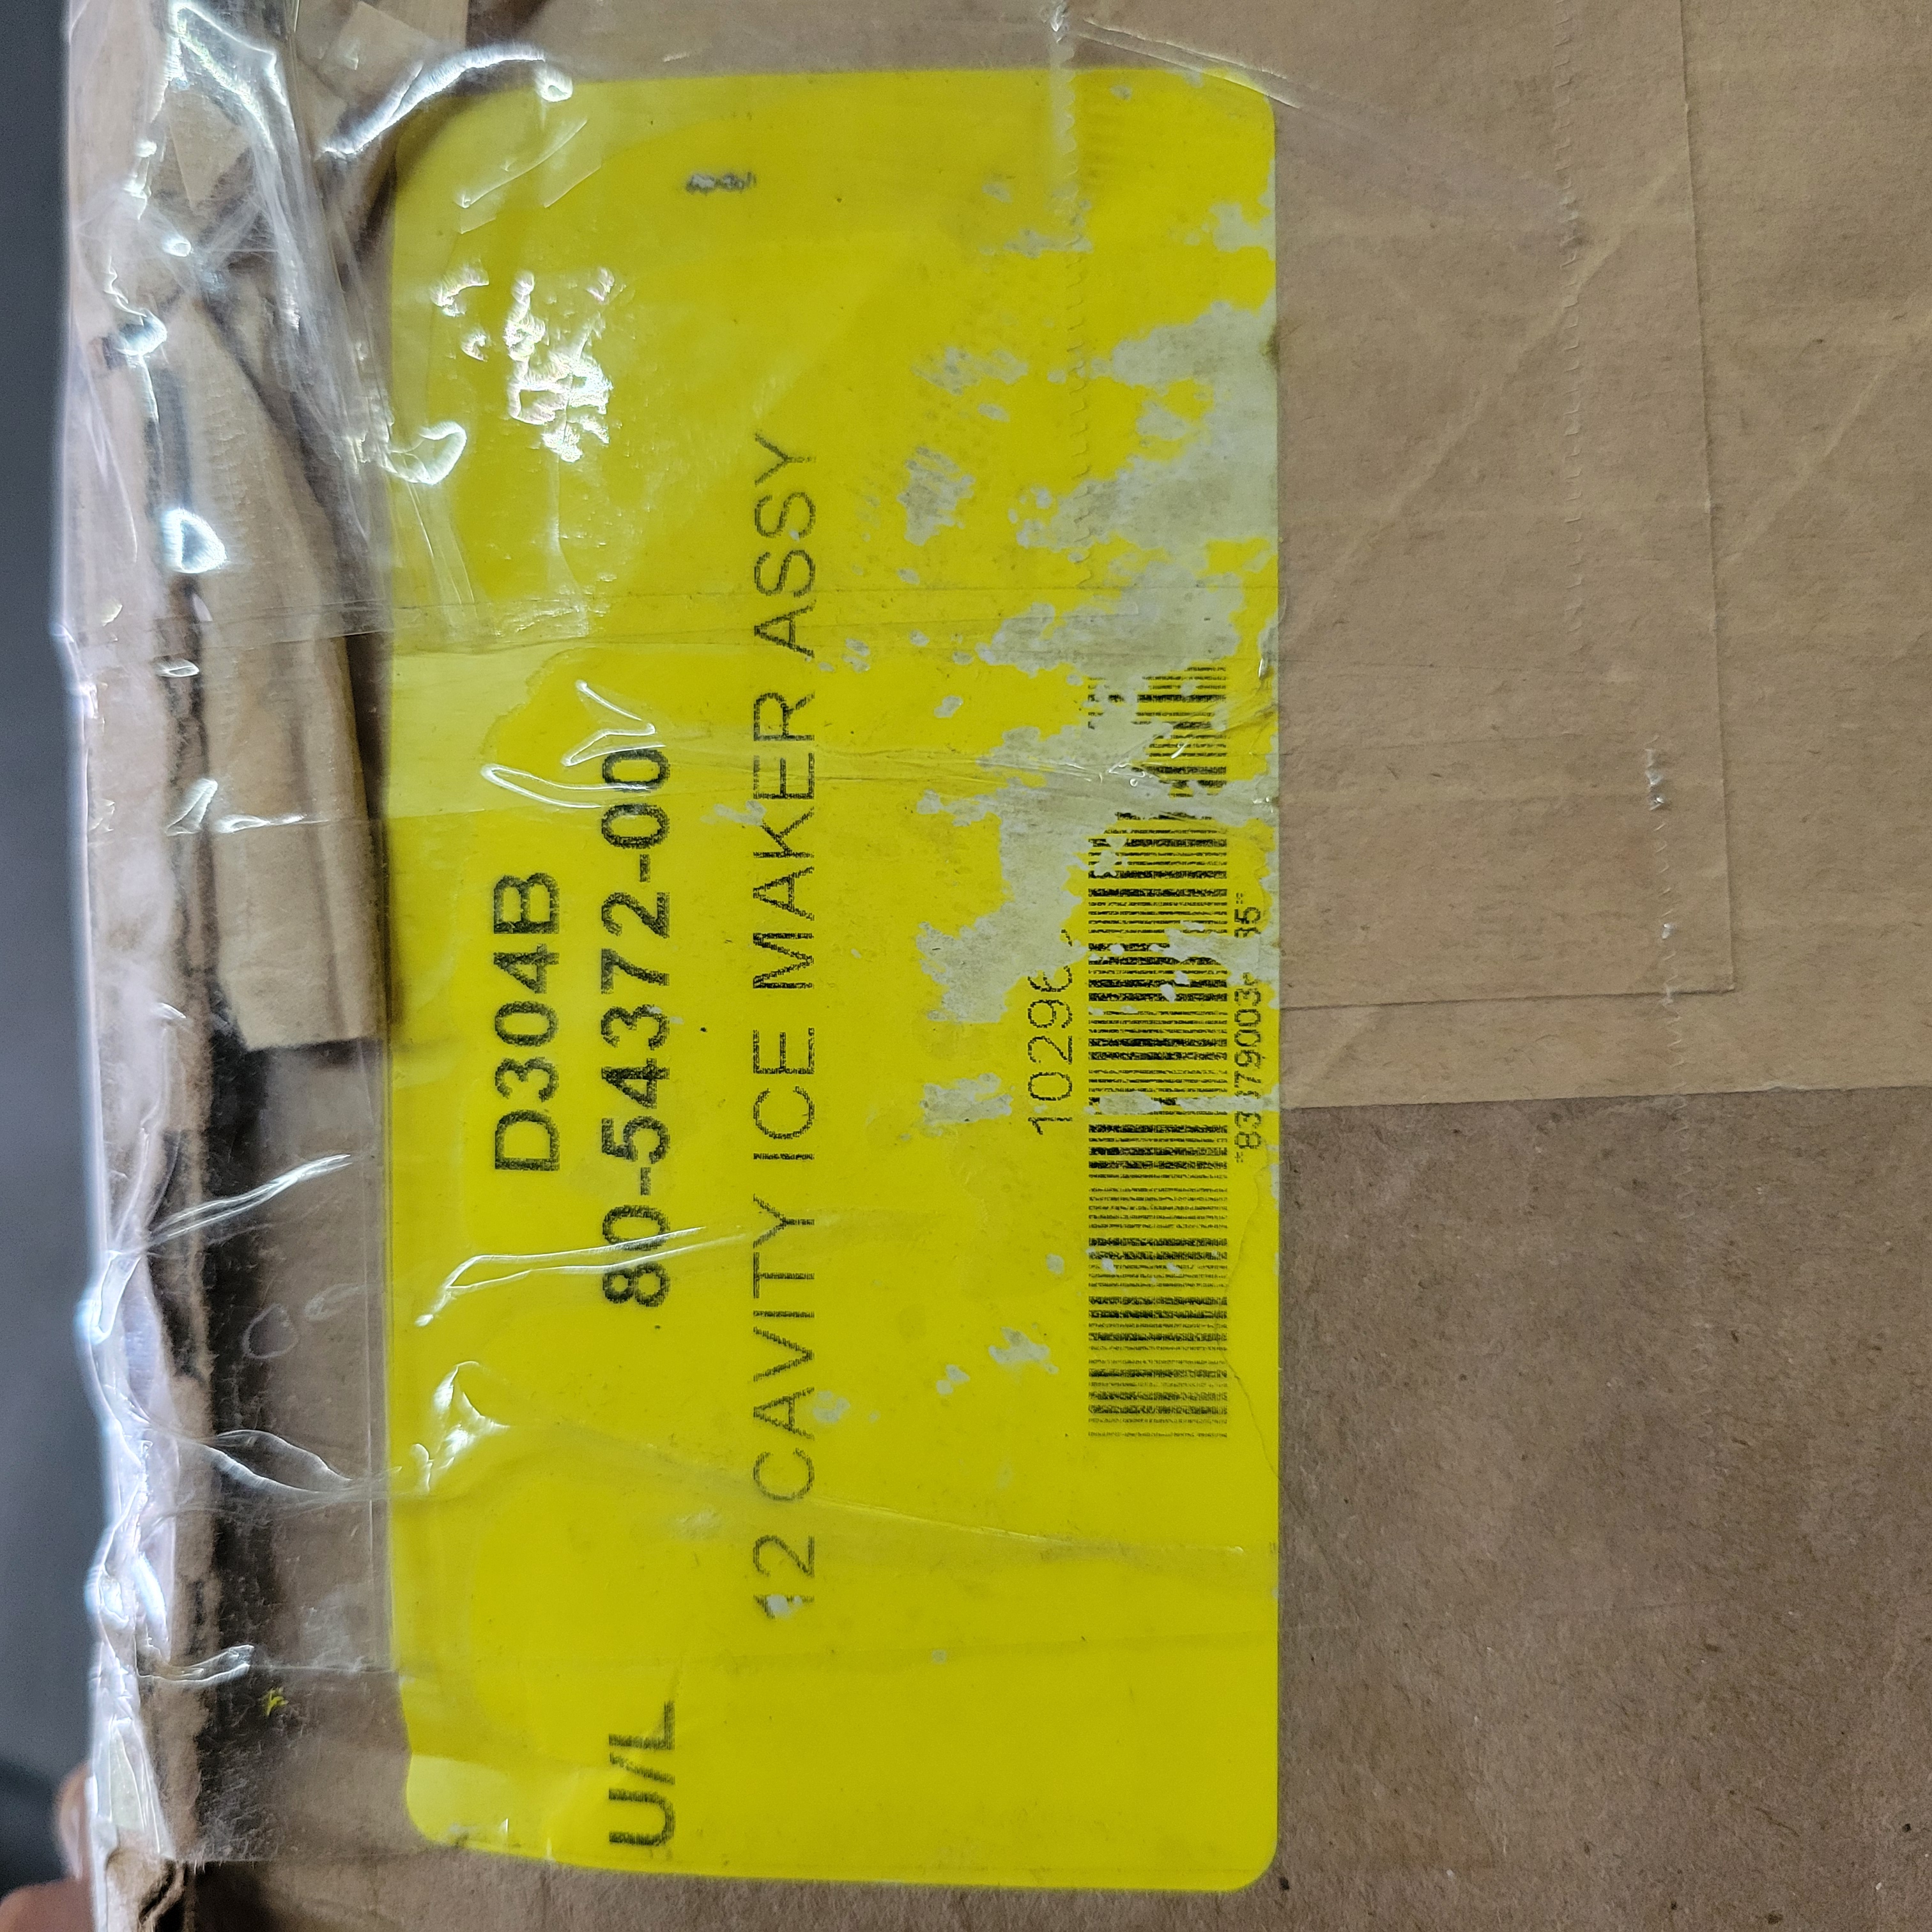 D304B
U/L 80-54372-00
12 CAVITY ICE MAKER ASSY